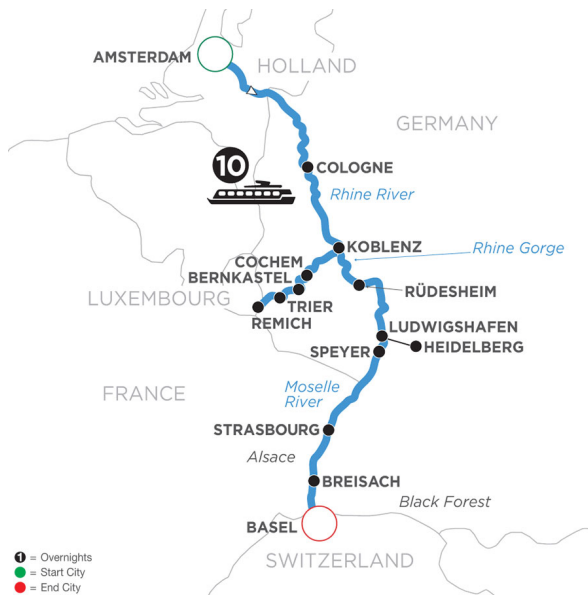 AMSTERDAM
HOLLAND
GERMANY
10
COLOGNE
Rhine River
KOBLENZ
Rhine Gorge
COCHEM
BERNKASTEL
LUXEMBOURG
TRIER
RÜDESHEIM
REMICH
LUDWIGSHAFEN
SPEYER
HEIDELBERG
FRANCE
Moselle
River
STRASBOURG
Alsace
BREISACH
Black Forest
BASEL
SWITZERLAND
1 = Overnights
= Start City
= End City